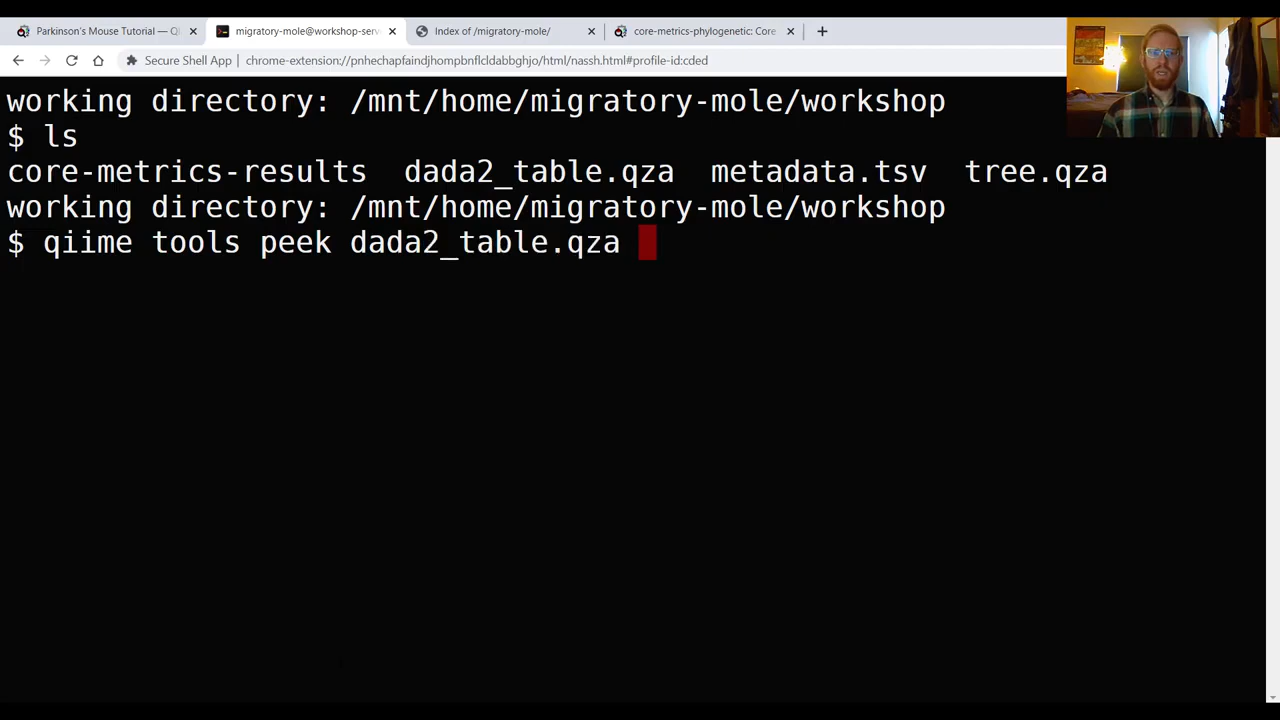 Parkinson's Mouse Tutorial — QI
migratory-mole@workshop-serv
Index of /migratory-mole/
core-metrics-phylogenetic: Core
Secure Shell App
chrome-extension://pnhechapfaindjhompbnflcldabbghjo/html/nassh.html#profile-id:cded
working directory: /mnt/home/migratory-mole/workshop
$ ls
core-metrics-results dada2_table.qza metadata.tsv tree.qza
working directory: /mnt/home/migratory-mole/workshop
$ qiime tools peek dada2_table.qza